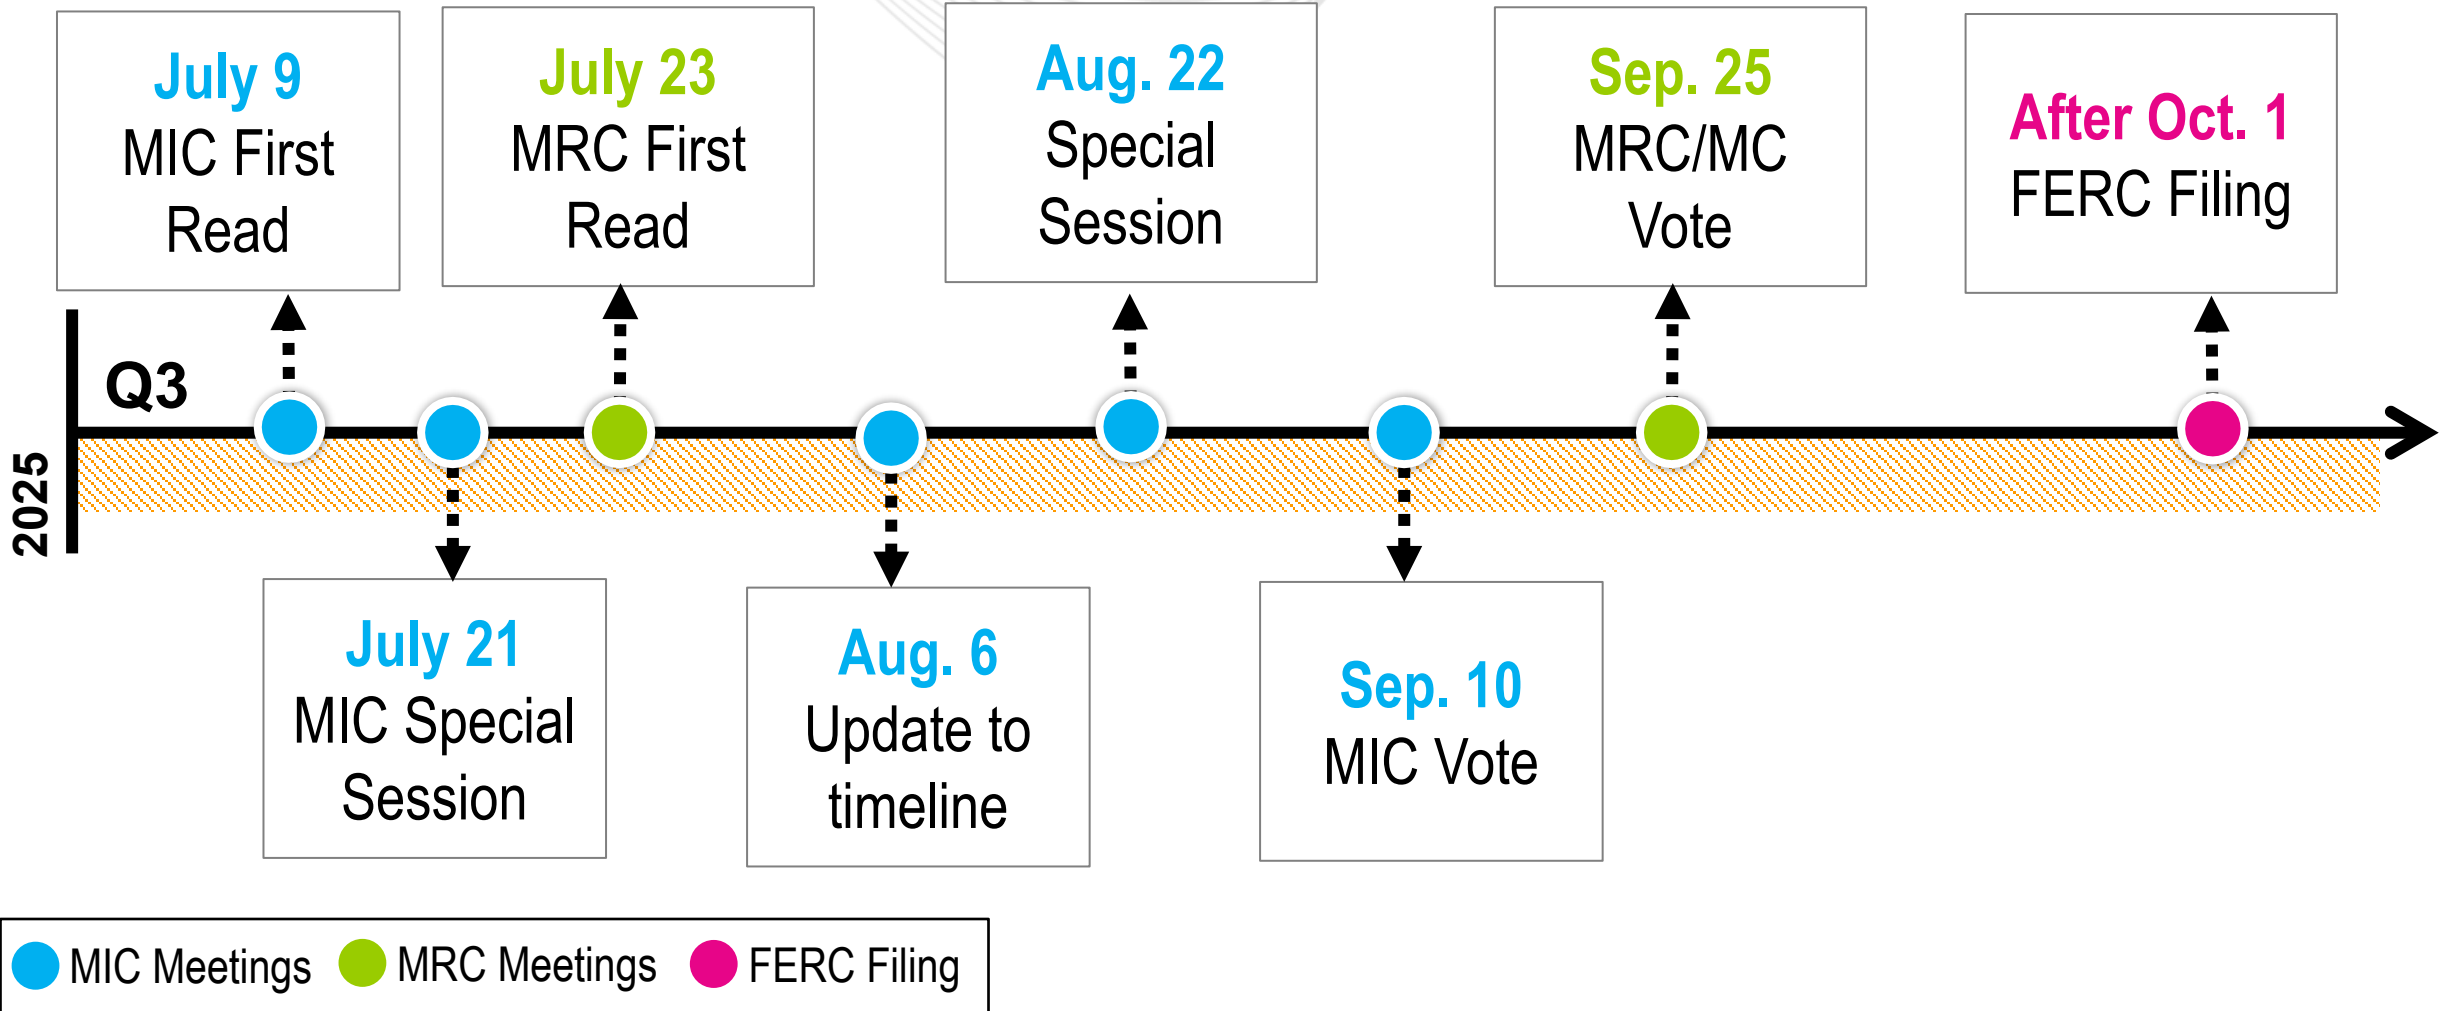 July 9
MIC First
Read
July 23
MRC First
Read
Aug. 22
Special
Session
Sep. 25
MRC/MC
Vote
After Oct. 1
FERC Filing
Q3
2025
July 21
MIC Special
Session
Aug. 6
Update to
timeline
Sep. 10
MIC Vote
MIC Meetings
MRC Meetings
FERC Filing